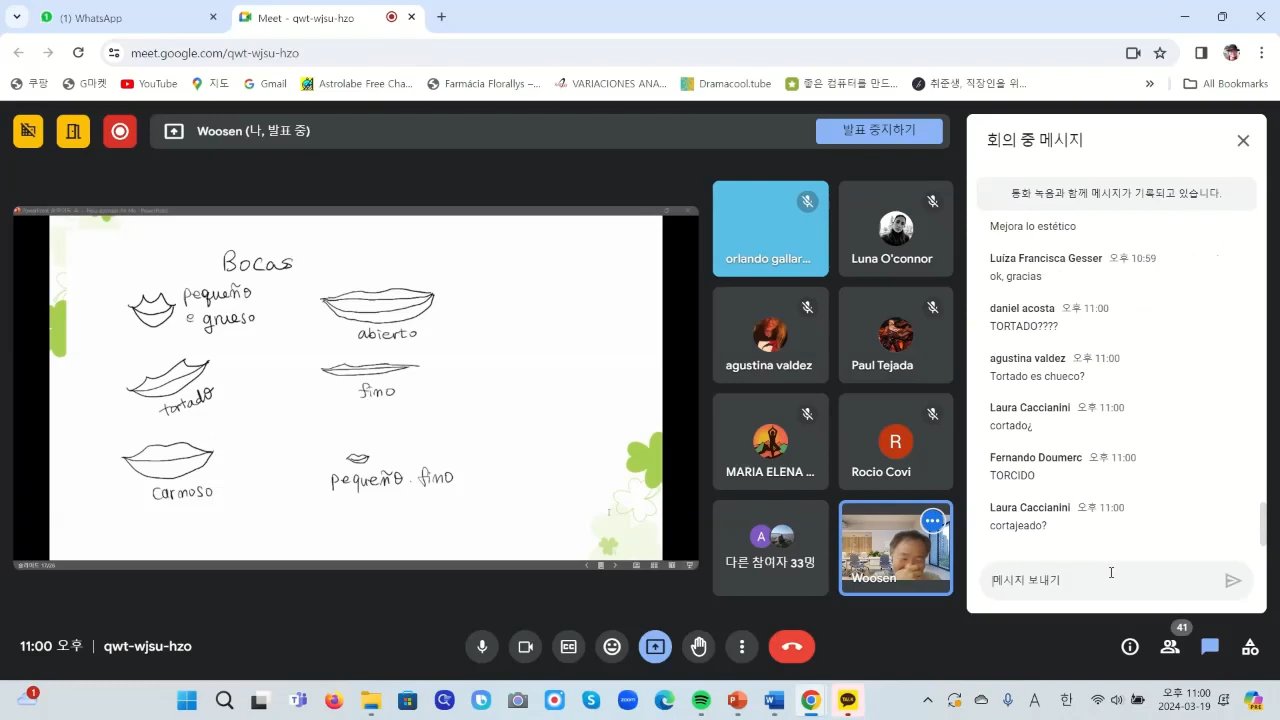 (1) WhatsApp
Meet - qwt-wjsu-hzo
meet.google.com/qwt-wjsu-hzo
쿠팡
G마켓
YouTube
지도
Gmail
Astrolabe Free Cha...
Farmácia Florallys –...
VARIACIONES ANA...
Dramacool.tube
좋은 컴퓨터를 만드...
취준생, 직장인을 위...
»
All Bookmarks
Woosen (나, 발표 중)
발표 중지하기
Bocas
pequeño
e grueso
abierto
tortado
fino
carnoso
pequeño. fino
orlando gallar...
Luna O'connor
agustina valdez
Paul Tejada
MARIA ELENA ...
R
Rocio Covi
A
다른 참여자 33명
Woosen
회의 중 메시지
통화 녹음과 함께 메시지가 기록되고 있습니다.
Mejora lo estético
Luíza Francisca Gesser 오후 10:59
ok, gracias
daniel acosta 오후 11:00
TORTADO????
agustina valdez 오후 11:00
Tortado es chueco?
Laura Caccianini 오후 11:00
cortado¿
Fernando Doumerc 오후 11:00
TORCIDO
Laura Caccianini 오후 11:00
cortajeado?
메시지 보내기
11:00 오후 | qwt-wjsu-hzo
41
1
zoom
TALK
A
한
오후 11:00
2024-03-19
PRE